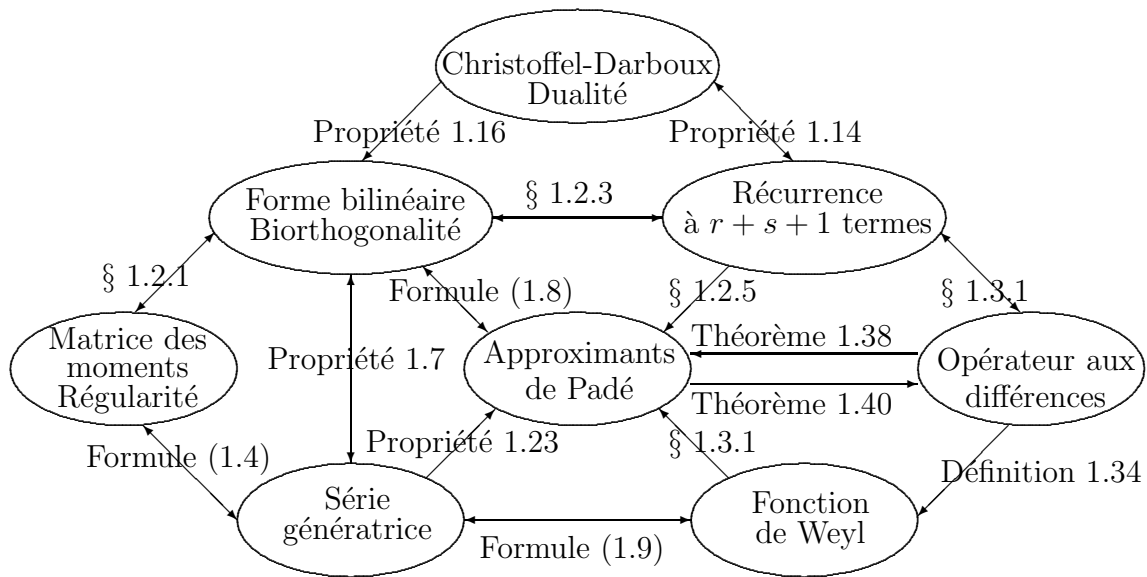 Christoffel-Darboux
Dualité
Propriété 1.16
Propriété 1.14
Forme bilinéaire
Biorthogonalité
§ 1.2.3
Récurrence
à r + s + 1 termes
§ 1.2.1
Formule (1.8)
§ 1.2.5
§ 1.3.1
Matrice des
moments
Régularité
Propriété 1.7
Approximants
de Padé
Théorème 1.38
Théorème 1.40
Opérateur aux
différences
Formule (1.4)
Propriété 1.23
§ 1.3.1
Définition 1.34
Série
génératrice
Formule (1.9)
Fonction
de Weyl